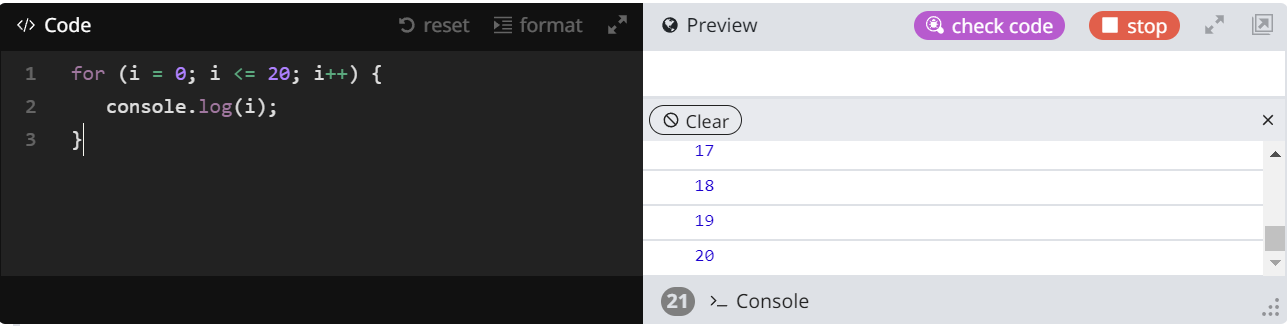 </> Code reset format
1 for (i = 0; i <= 20; i++) {
2 console.log(i);
3 }
Preview check code stop
Clear ×
17
18
19
20
21 >_ Console